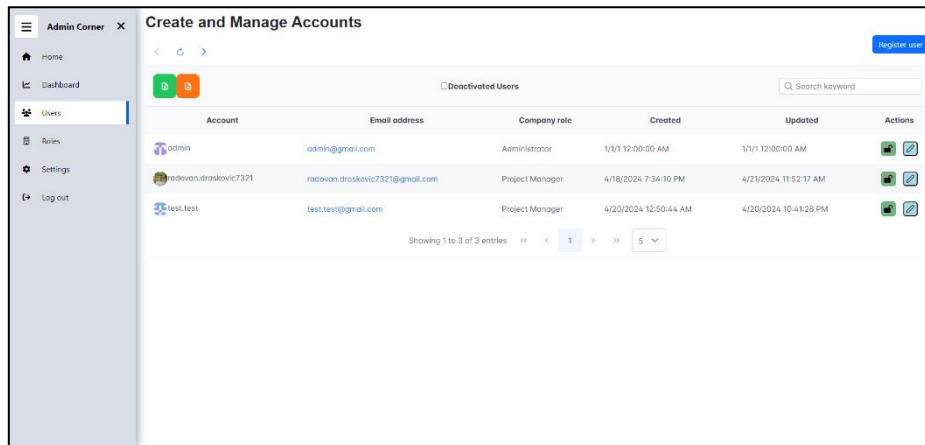 Admin Corner
Home
Dashboard
Users
Roles
Settings
Log out
Create and Manage Accounts
Register user
Deactivated Users
Search keyword
Account Email address Company role Created Updated Actions
admin admin@gmail.com Administrator 1/1/1 12:00:00 AM 1/1/1 12:00:00 AM
radovan.draskovic7321 radovan.draskovic7321@gmail.com Project Manager 4/18/2024 7:34:10 PM 4/21/2024 11:52:17 AM
test.test test.test@gmail.com Project Manager 4/20/2024 12:50:44 AM 4/20/2024 10:41:28 PM
Showing 1 to 3 of 3 entries 1 5